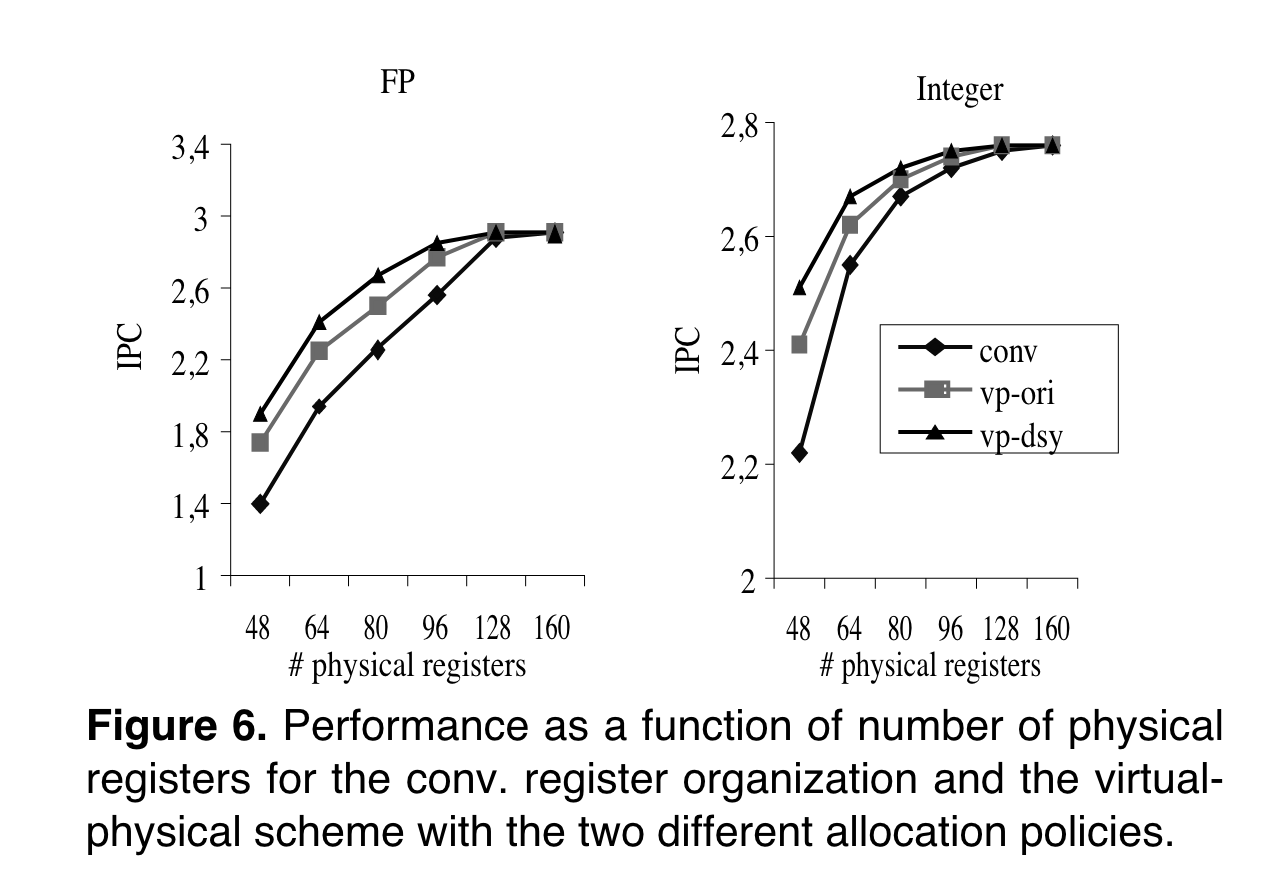 FP
3,4
3
2,6
2,2
1,8
1,4
1
IPC
48 64 80 96 128 160
# physical registers
Integer
2,8
2,6
2,4
2,2
2
IPC
conv
vp-ori
vp-dsy
48 64 80 96 128 160
# physical registers
Figure 6. Performance as a function of number of physical
registers for the conv. register organization and the virtual-
physical scheme with the two different allocation policies.